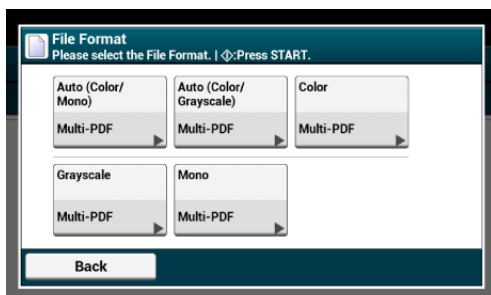 File Format
Please select the File Format. | :Press START.
Auto (Color/
Mono)
Multi-PDF
Auto (Color/
Grayscale)
Multi-PDF
Color
Multi-PDF
Grayscale
Multi-PDF
Mono
Multi-PDF
Back